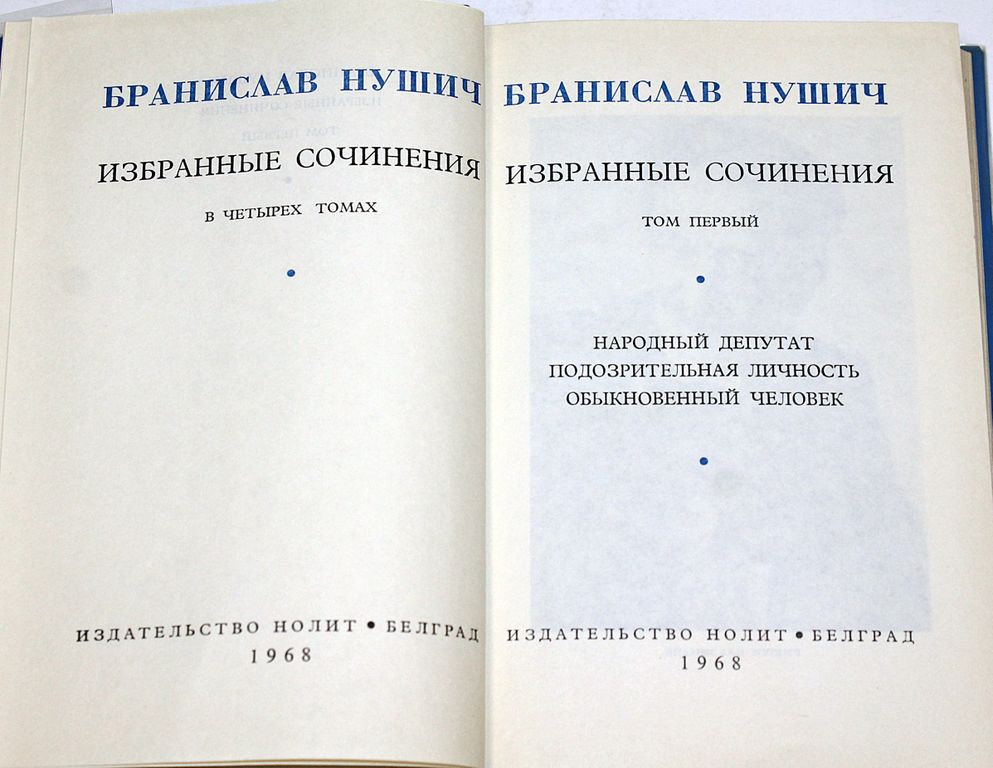 БРАНИСЛАВ НУШИЧ
ИЗБРАННЫЕ СОЧИНЕНИЯ
В ЧЕТЫРЕХ ТОМАХ
ИЗДАТЕЛЬСТВО НОЛИТ • БЕЛГРАД
1968
БРАНИСЛАВ НУШИЧ
ИЗБРАННЫЕ СОЧИНЕНИЯ
ТОМ ПЕРВЫЙ
НАРОДНЫЙ ДЕПУТАТ
ПОДОЗРИТЕЛЬНАЯ ЛИЧНОСТЬ
ОБЫКНОВЕННЫЙ ЧЕЛОВЕК
ИЗДАТЕЛЬСТВО НОЛИТ • БЕЛГРАД
1968